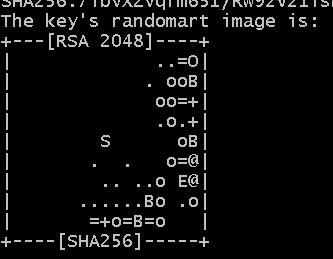 The key's randomart image is:
+---[RSA 2048]----+
|             ..=O|
|            . ooB|
|             oo=+|
|             .o.+|
|        S      oB|
|       .  .   o=@|
|        .. ..o E@|
|      ......Bo .o|
|       =+o=B=o   |
+----[SHA256]-----+